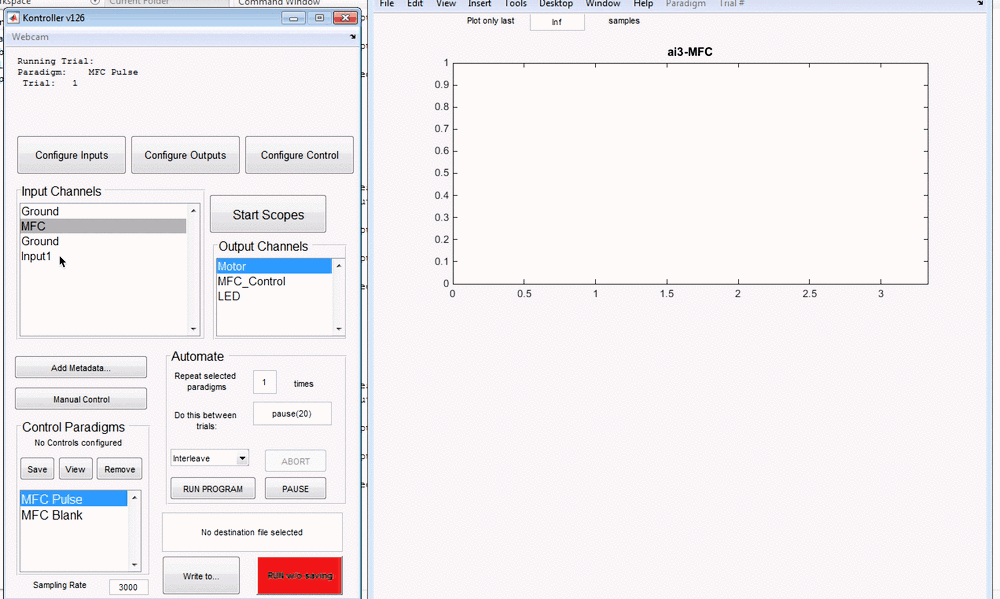 Current Folder
Command Window
Kontroller v126
Webcam
Running Trial:
Paradigm: MFC Pulse
Trial: 1
Configure Inputs
Configure Outputs
Configure Control
Input Channels
Ground
MFC
Ground
Input1
Start Scopes
Output Channels
Motor
MFC_Control
LED
Add Metadata...
Manual Control
Automate
Repeat selected
paradigms
1
times
Do this between
trials:
pause(20)
Interleave
ABORT
RUN PROGRAM
PAUSE
Control Paradigms
No Controls configured
Save
View
Remove
MFC Pulse
MFC Blank
No destination file selected
Sampling Rate
3000
Write to...
RUN w/o saving
File Edit View Insert Tools Desktop Window Help Paradigm Trial #
Plot only last
Inf
samples
ai3-MFC
1
0.9
0.8
0.7
0.6
0.5
0.4
0.3
0.2
0.1
0
0 0.5 1 1.5 2 2.5 3